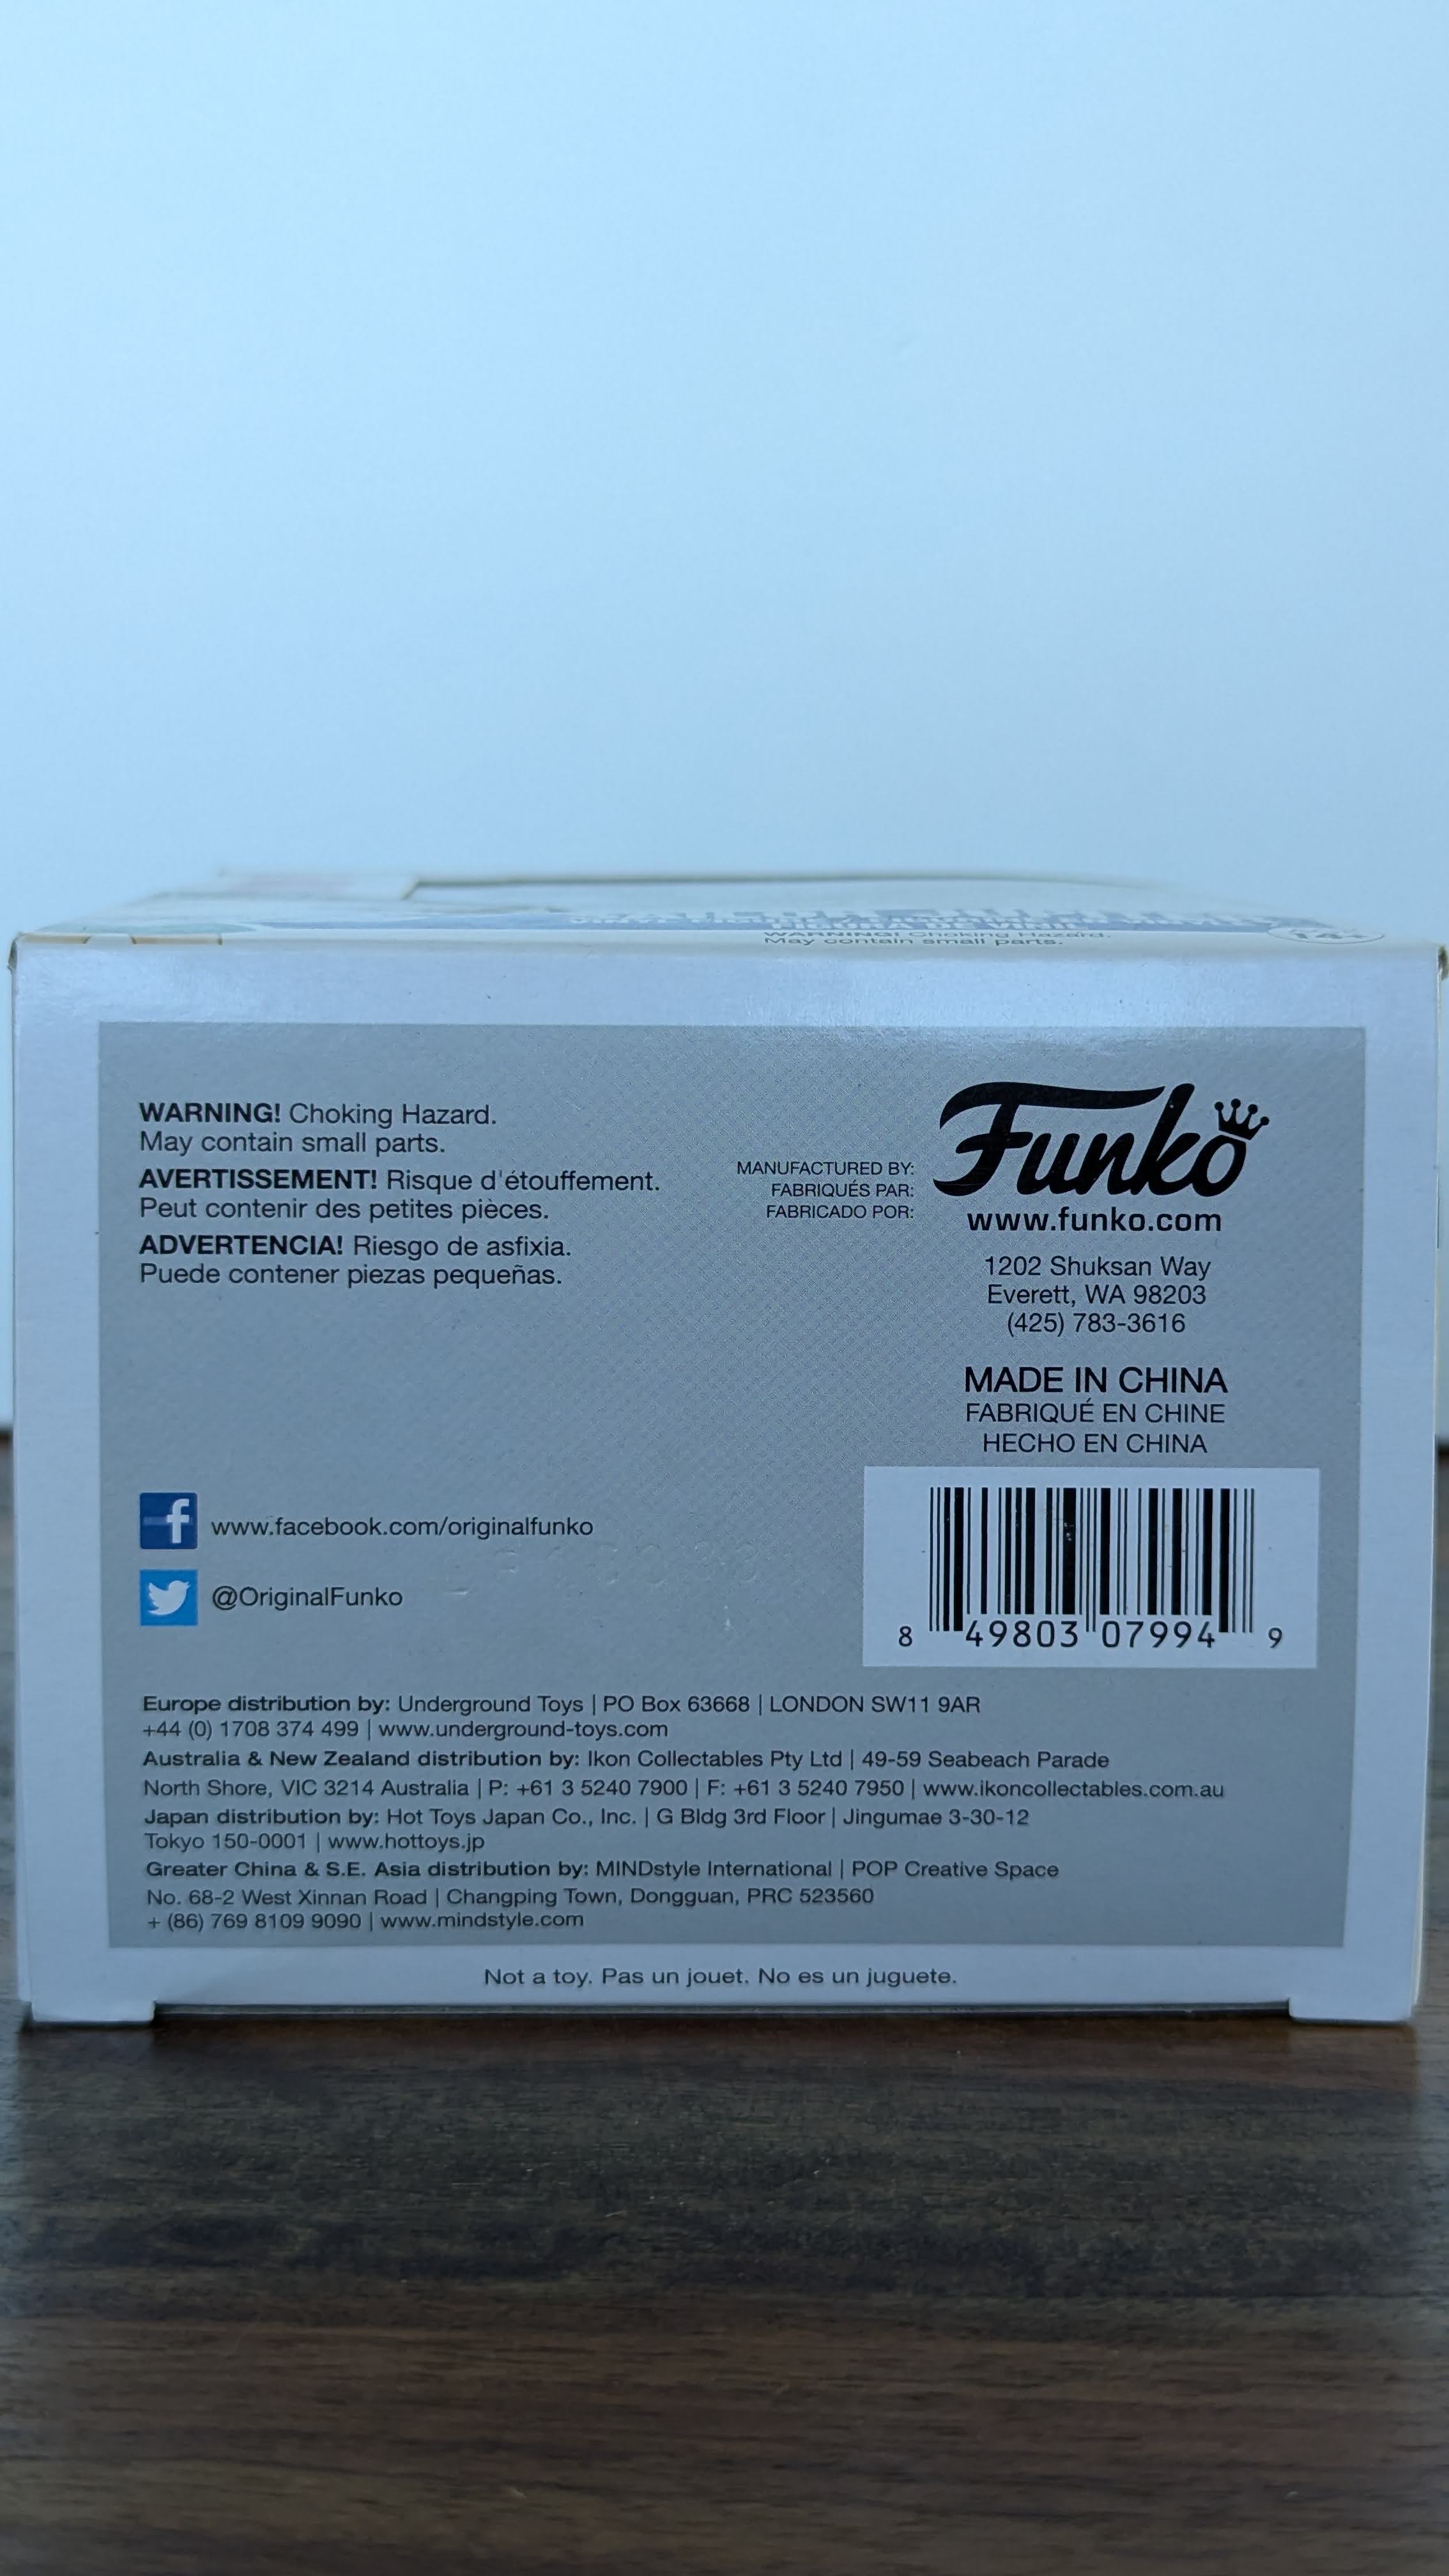 FIGURA DE VINIL
WARNING! Choking Hazard.
May contain small parts.
14+
WARNING! Choking Hazard.
May contain small parts.
AVERTISSEMENT! Risque d'étouffement.
Peut contenir des petites pièces.
ADVERTENCIA! Riesgo de asfixia.
Puede contener piezas pequeñas.
MANUFACTURED BY:
FABRIQUÉS PAR:
FABRICADO POR:
Funko
www.funko.com
1202 Shuksan Way
Everett, WA 98203
(425) 783-3616
MADE IN CHINA
FABRIQUÉ EN CHINE
HECHO EN CHINA
www.facebook.com/originalfunko
@OriginalFunko
8 49803 07994 9
Europe distribution by: Underground Toys | PO Box 63668 | LONDON SW11 9AR
+44 (0) 1708 374 499 | www.underground-toys.com
Australia & New Zealand distribution by: Ikon Collectables Pty Ltd | 49-59 Seabeach Parade
North Shore, VIC 3214 Australia | P: +61 3 5240 7900 | F: +61 3 5240 7950 | www.ikoncollectables.com.au
Japan distribution by: Hot Toys Japan Co., Inc. | G Bldg 3rd Floor | Jingumae 3-30-12
Tokyo 150-0001 | www.hottoys.jp
Greater China & S.E. Asia distribution by: MINDstyle International | POP Creative Space
No. 68-2 West Xinnan Road | Changping Town, Dongguan, PRC 523560
+ (86) 769 8109 9090 | www.mindstyle.com
Not a toy. Pas un jouet. No es un juguete.